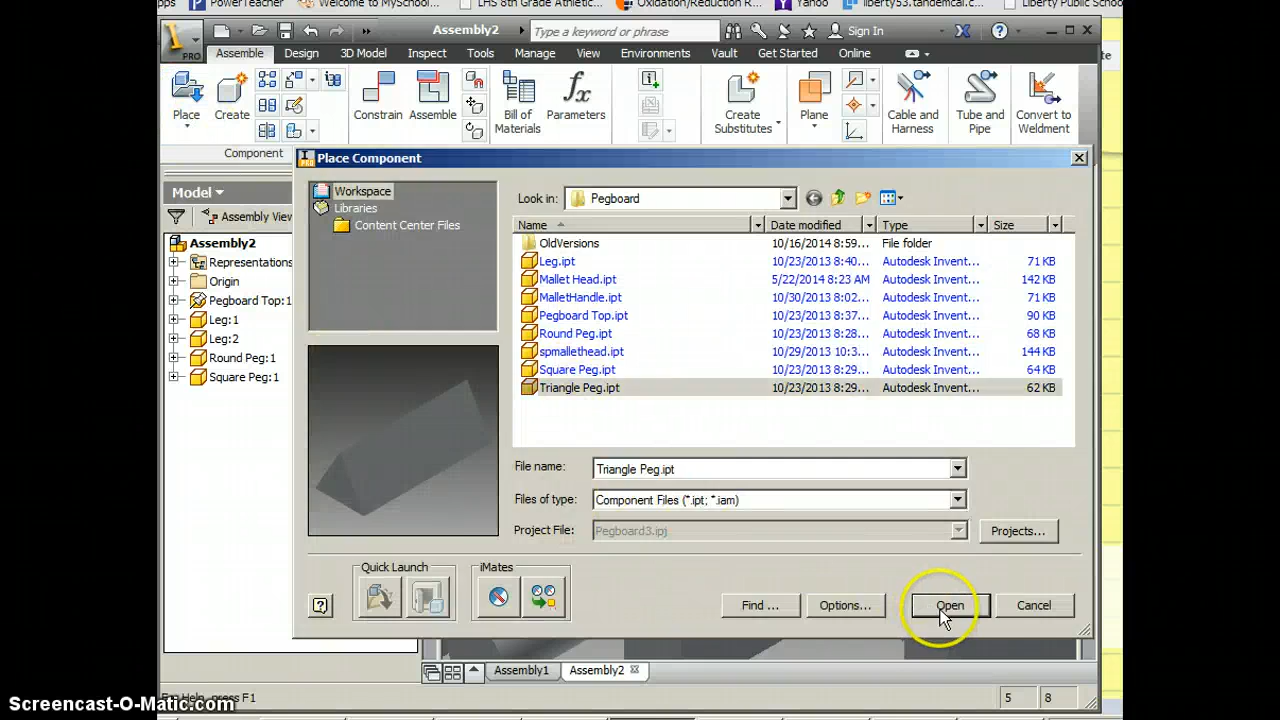 pps PowerTeacher Welcome to MySchool... LHS 8th Grade Athletic... Oxidation/Reduction R... Yahoo liberty53.tandemcal.c... Liberty Public Schoo
Assembly2 Type a keyword or phrase Sign In
PRO
Assemble Design 3D Model Inspect Tools Manage View Environments Vault Get Started Online
Place Create Constrain Assemble Bill of Materials Parameters Create Substitutes Plane Cable and Harness Tube and Pipe Convert to Weldment
Component
Place Component
Model
Assembly View
Assembly2
Representations
Origin
Pegboard Top:1
Leg:1
Leg:2
Round Peg:1
Square Peg:1
Workspace
Libraries
Content Center Files
Look in: Pegboard
Name Date modified Type Size
OldVersions 10/16/2014 8:59... File folder
Leg.ipt 10/23/2013 8:40... Autodesk Invent... 71 KB
Mallet Head.ipt 5/22/2014 8:23 AM Autodesk Invent... 142 KB
MalletHandle.ipt 10/30/2013 8:02... Autodesk Invent... 71 KB
Pegboard Top.ipt 10/23/2013 8:37... Autodesk Invent... 90 KB
Round Peg.ipt 10/23/2013 8:28... Autodesk Invent... 68 KB
spmallethead.ipt 10/29/2013 10:3... Autodesk Invent... 144 KB
Square Peg.ipt 10/23/2013 8:29... Autodesk Invent... 64 KB
Triangle Peg.ipt 10/23/2013 8:29... Autodesk Invent... 62 KB
File name: Triangle Peg.ipt
Files of type: Component Files (*.ipt; *.iam)
Project File: Pegboard3.ipj Projects...
Quick Launch iMates
Find ... Options... Open Cancel
Assembly1 Assembly2
Help, press F1 5 8
Screencast-O-Matic.com